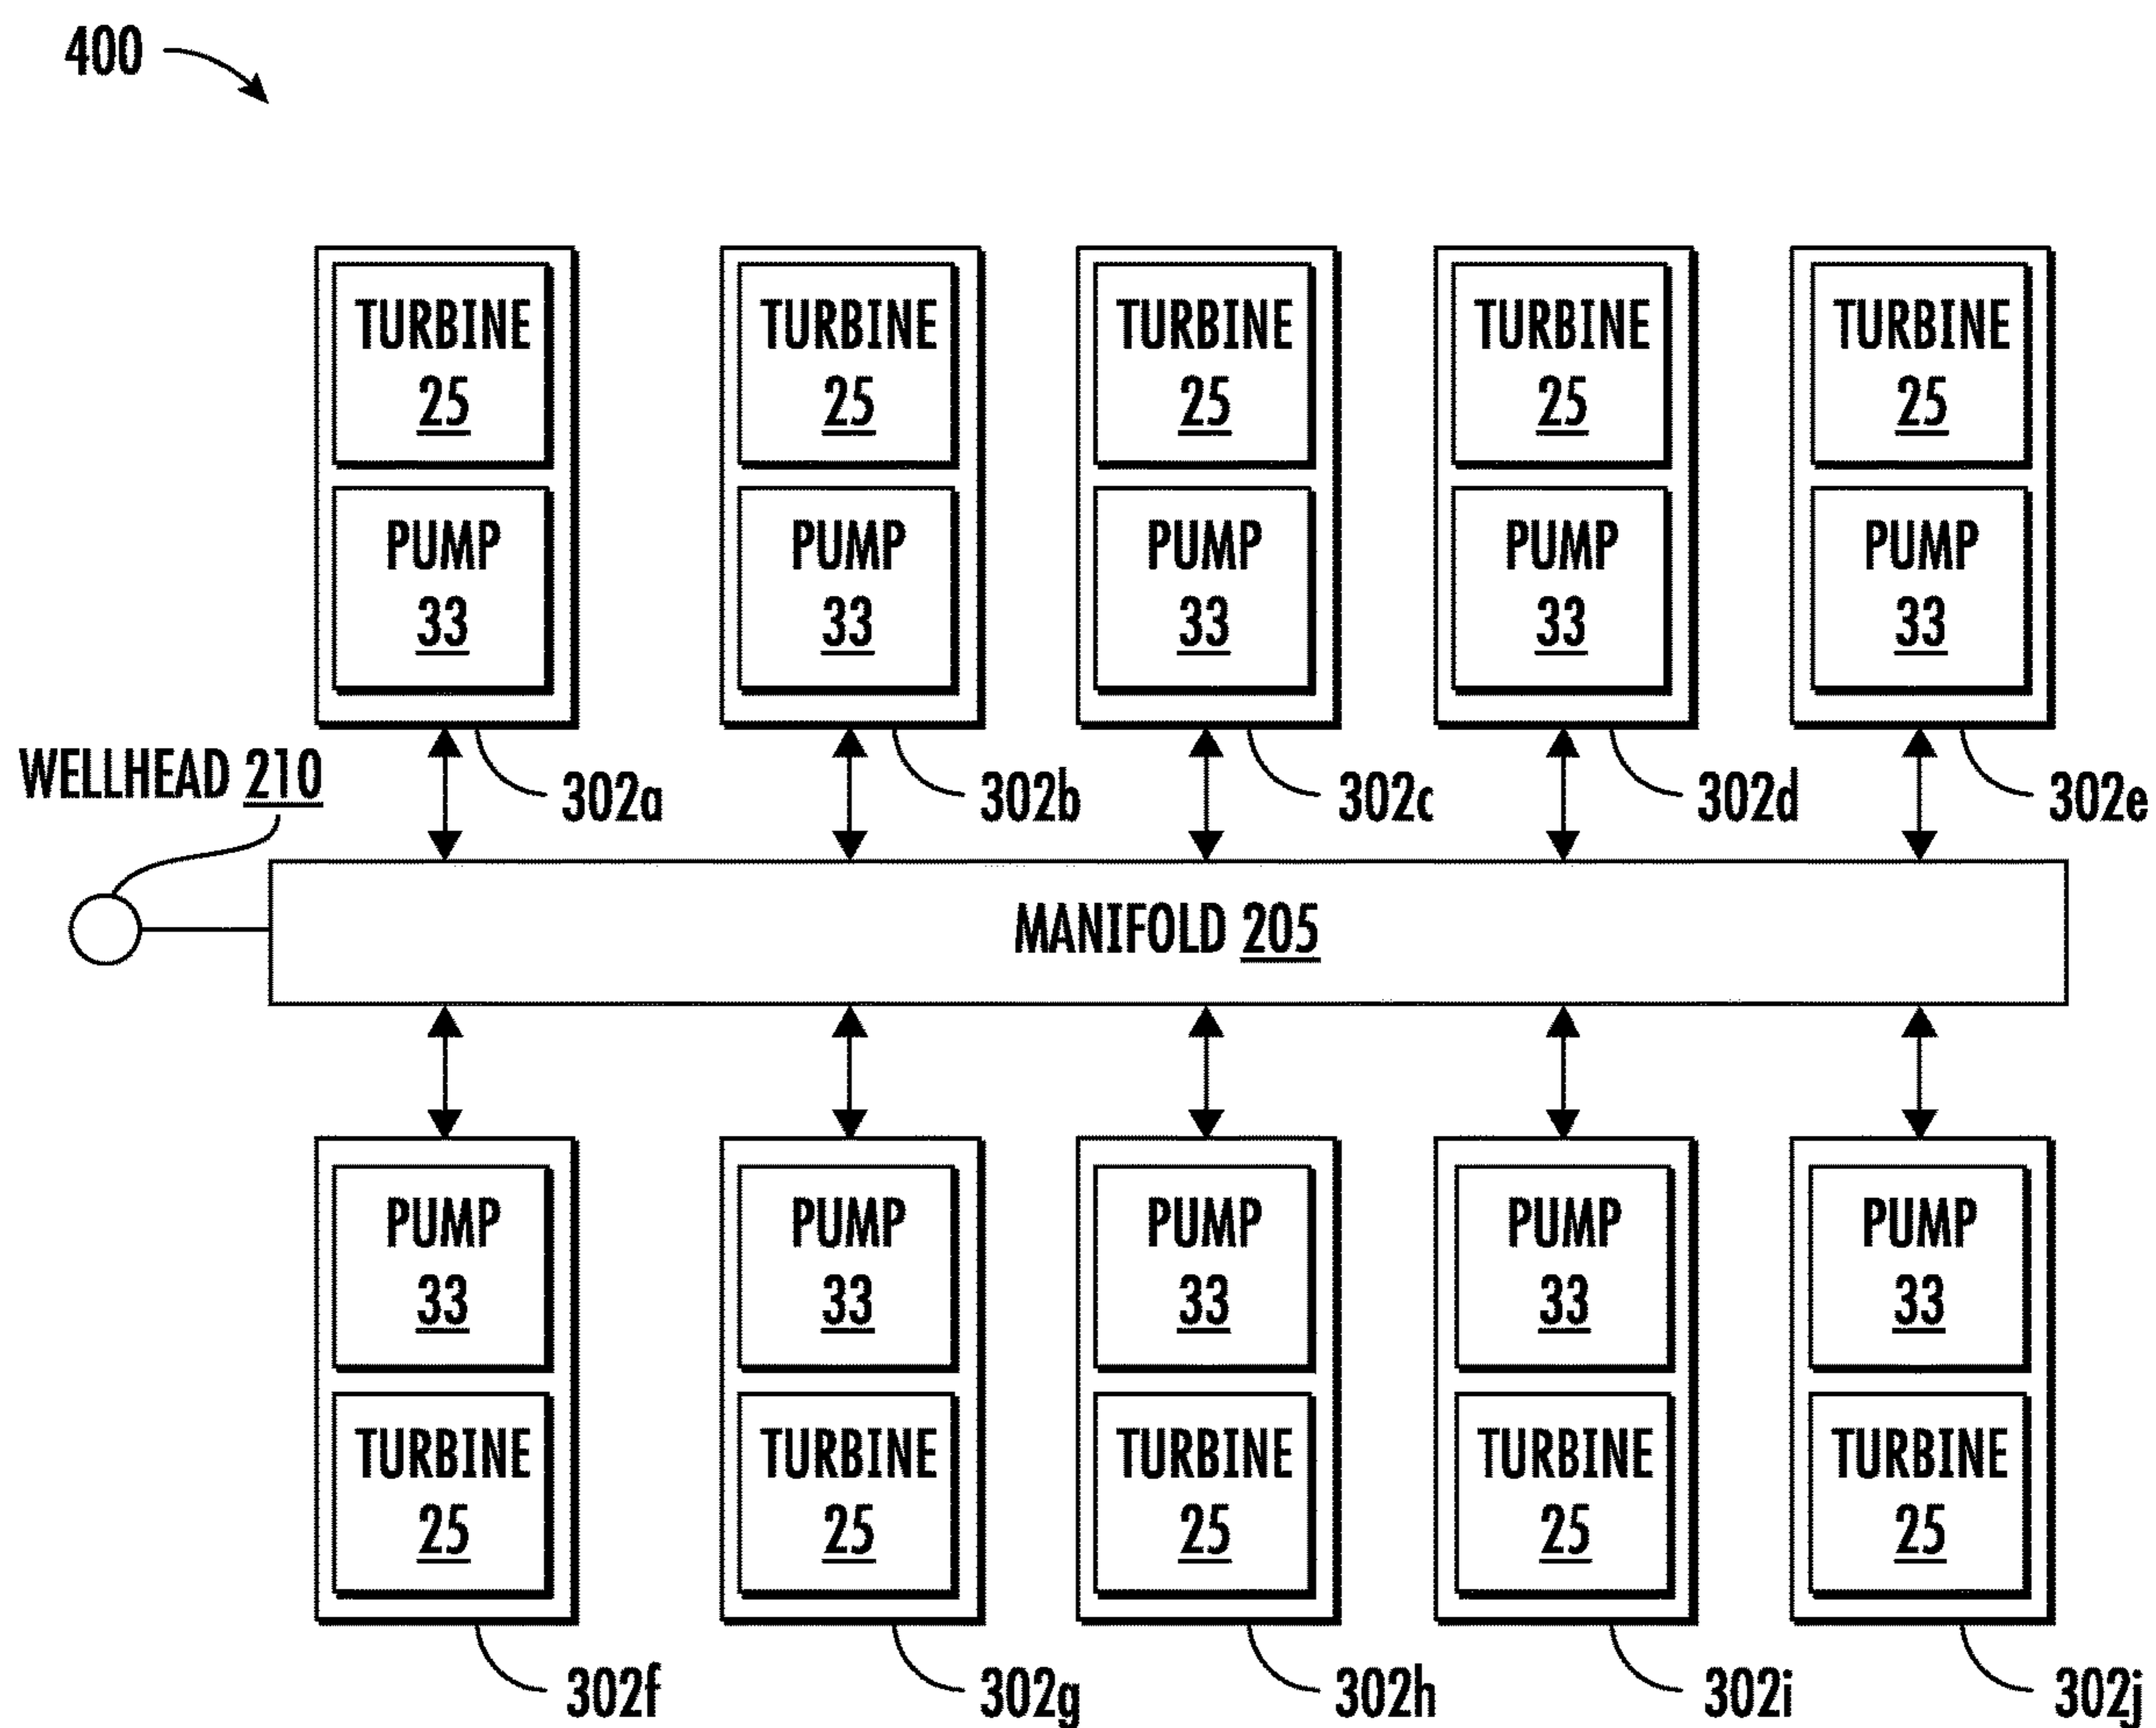 400
TURBINE TURBINE TURBINE TURBINE TURBINE
25 25 25 25 25
PUMP PUMP PUMP PUMP PUMP
33 33 33 33 33
WELLHEAD 210 302a 302b 302c 302d 302e
MANIFOLD 205
PUMP PUMP PUMP PUMP PUMP
33 33 33 33 33
TURBINE TURBINE TURBINE TURBINE TURBINE
25 25 25 25 25
302f 302g 302h 302i 302j